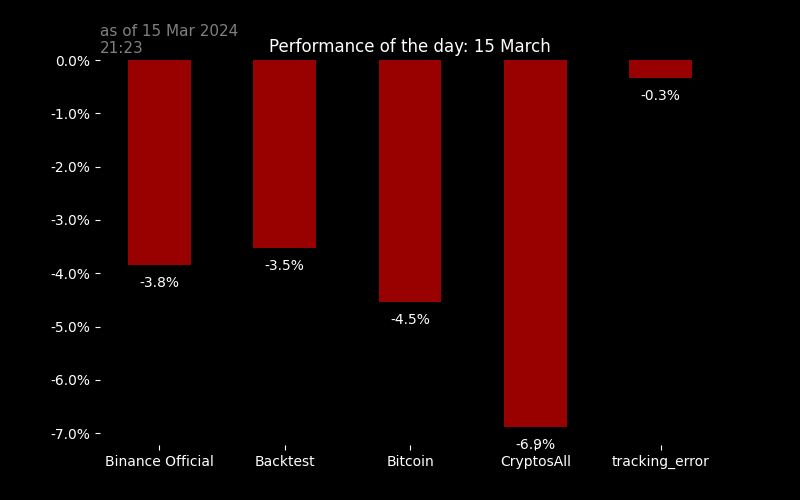 as of 15 Mar 2024
21:23
Performance of the day: 15 March
0.0%
-1.0%
-2.0%
-3.0%
-4.0%
-5.0%
-6.0%
-7.0%
-3.8%
-3.5%
-4.5%
-6.9%
-0.3%
Binance Official
Backtest
Bitcoin
CryptosAll
tracking_error